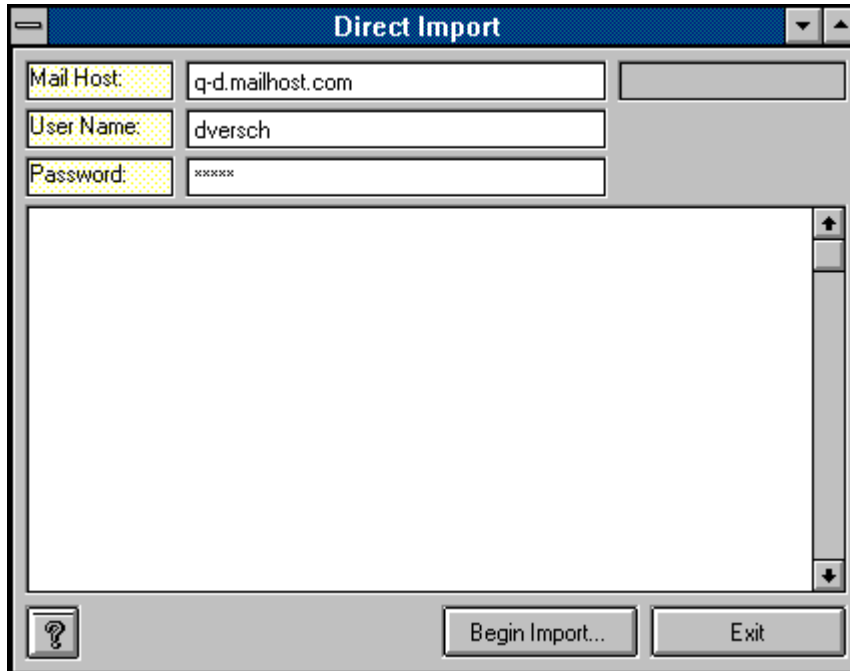 Direct Import
Mail Host: q-d.mailhost.com
User Name: dversch
Password: *****
Begin Import... Exit